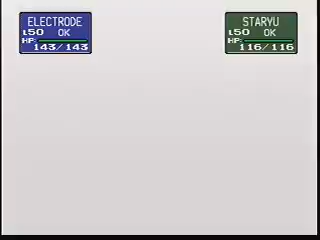 ELECTRODE
L50 OK
HP:
143/143
STARYU
L50 OK
HP:
116/116